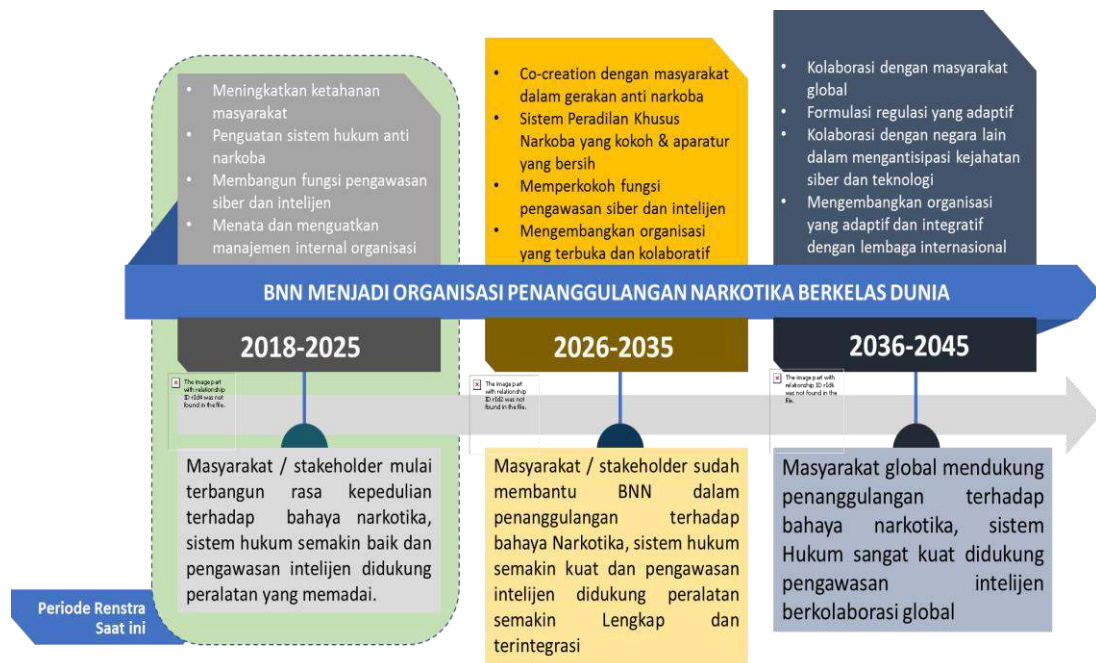 • Meningkatkan ketahanan
masyarakat
• Penguatan sistem hukum anti
narkoba
• Membangun fungsi pengawasan
siber dan intelijen
• Menata dan menguatkan
manajemen internal organisasi
• Co-creation dengan masyarakat
dalam gerakan anti narkoba
• Sistem Peradilan Khusus
Narkoba yang kokoh & aparatur
yang bersih
• Memperkokoh fungsi
pengawasan siber dan intelijen
• Mengembangkan organisasi
yang terbuka dan kolaboratif
• Kolaborasi dengan masyarakat
global
• Formulasi regulasi yang adaptif
• Kolaborasi dengan negara lain
dalam mengantisipasi kejahatan
siber dan teknologi
• Mengembangkan organisasi
yang adaptif dan integratif
dengan lembaga internasional
BNN MENJADI ORGANISASI PENANGGULANGAN NARKOTIKA BERKELAS DUNIA
2018-2025
2026-2035
2036-2045
The image part
with relationship
ID rId4 was not
found in the file.
The image part
with relationship
ID rId2 was not
found in the file.
The image part with
relationship ID rId6
was not found in the
file.
Masyarakat / stakeholder mulai
terbangun rasa kepedulian
terhadap bahaya narkotika,
sistem hukum semakin baik dan
pengawasan intelijen didukung
peralatan yang memadai.
Masyarakat / stakeholder sudah
membantu BNN dalam
penanggulangan terhadap
bahaya Narkotika, sistem hukum
semakin kuat dan pengawasan
intelijen didukung peralatan
semakin Lengkap dan
terintegrasi
Masyarakat global mendukung
penanggulangan terhadap
bahaya narkotika, sistem
Hukum sangat kuat didukung
pengawasan intelijen
berkolaborasi global
Periode Renstra
Saat ini